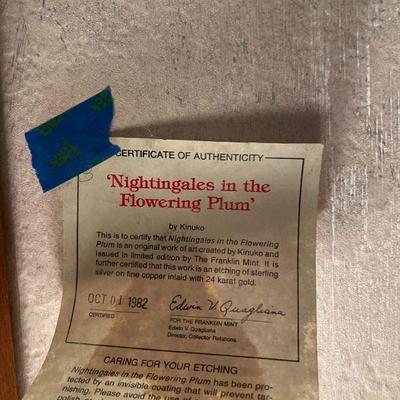 CERTIFICATE OF AUTHENTICITY
'Nightingales in the
Flowering Plum'
by Kinuko
This is to certify that Nightingales in the Flowering
Plum is an original work of art created by Kinuko and
issued in limited edition by The Franklin Mint. It is
further certified that this work is an etching of sterling
silver on fine copper inlaid with 24 karat gold.
OCT 01 1982 Edwin V. Quagliana
CERTIFIED FOR THE FRANKLIN MINT
Edwin V. Quagliana
Director, Collector Relations.
CARING FOR YOUR ETCHING
Nightingales in the Flowering Plum has been pro-
tected by an invisible coating that will prevent tar-
nishing. Please avoid the use of